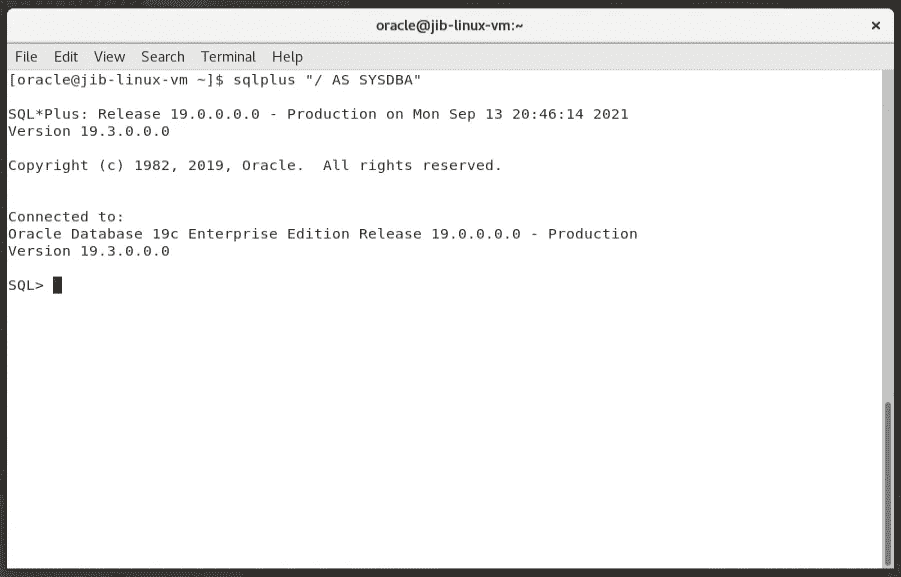 oracle@jib-linux-vm:~
×
File Edit View Search Terminal Help
[oracle@jib-linux-vm ~]$ sqlplus "/ AS SYSDBA"
SQL*Plus: Release 19.0.0.0.0 - Production on Mon Sep 13 20:46:14 2021
Version 19.3.0.0.0
Copyright (c) 1982, 2019, Oracle.  All rights reserved.
Connected to:
Oracle Database 19c Enterprise Edition Release 19.0.0.0.0 - Production
Version 19.3.0.0.0
SQL>